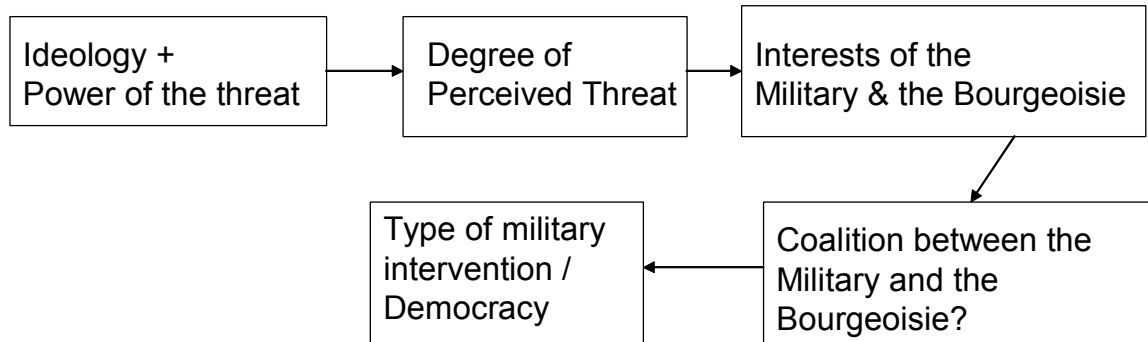 Ideology +
Power of the threat
Degree of
Perceived Threat
Interests of the
Military & the Bourgeoisie
Coalition between the
Military and the
Bourgeoisie?
Type of military
intervention /
Democracy